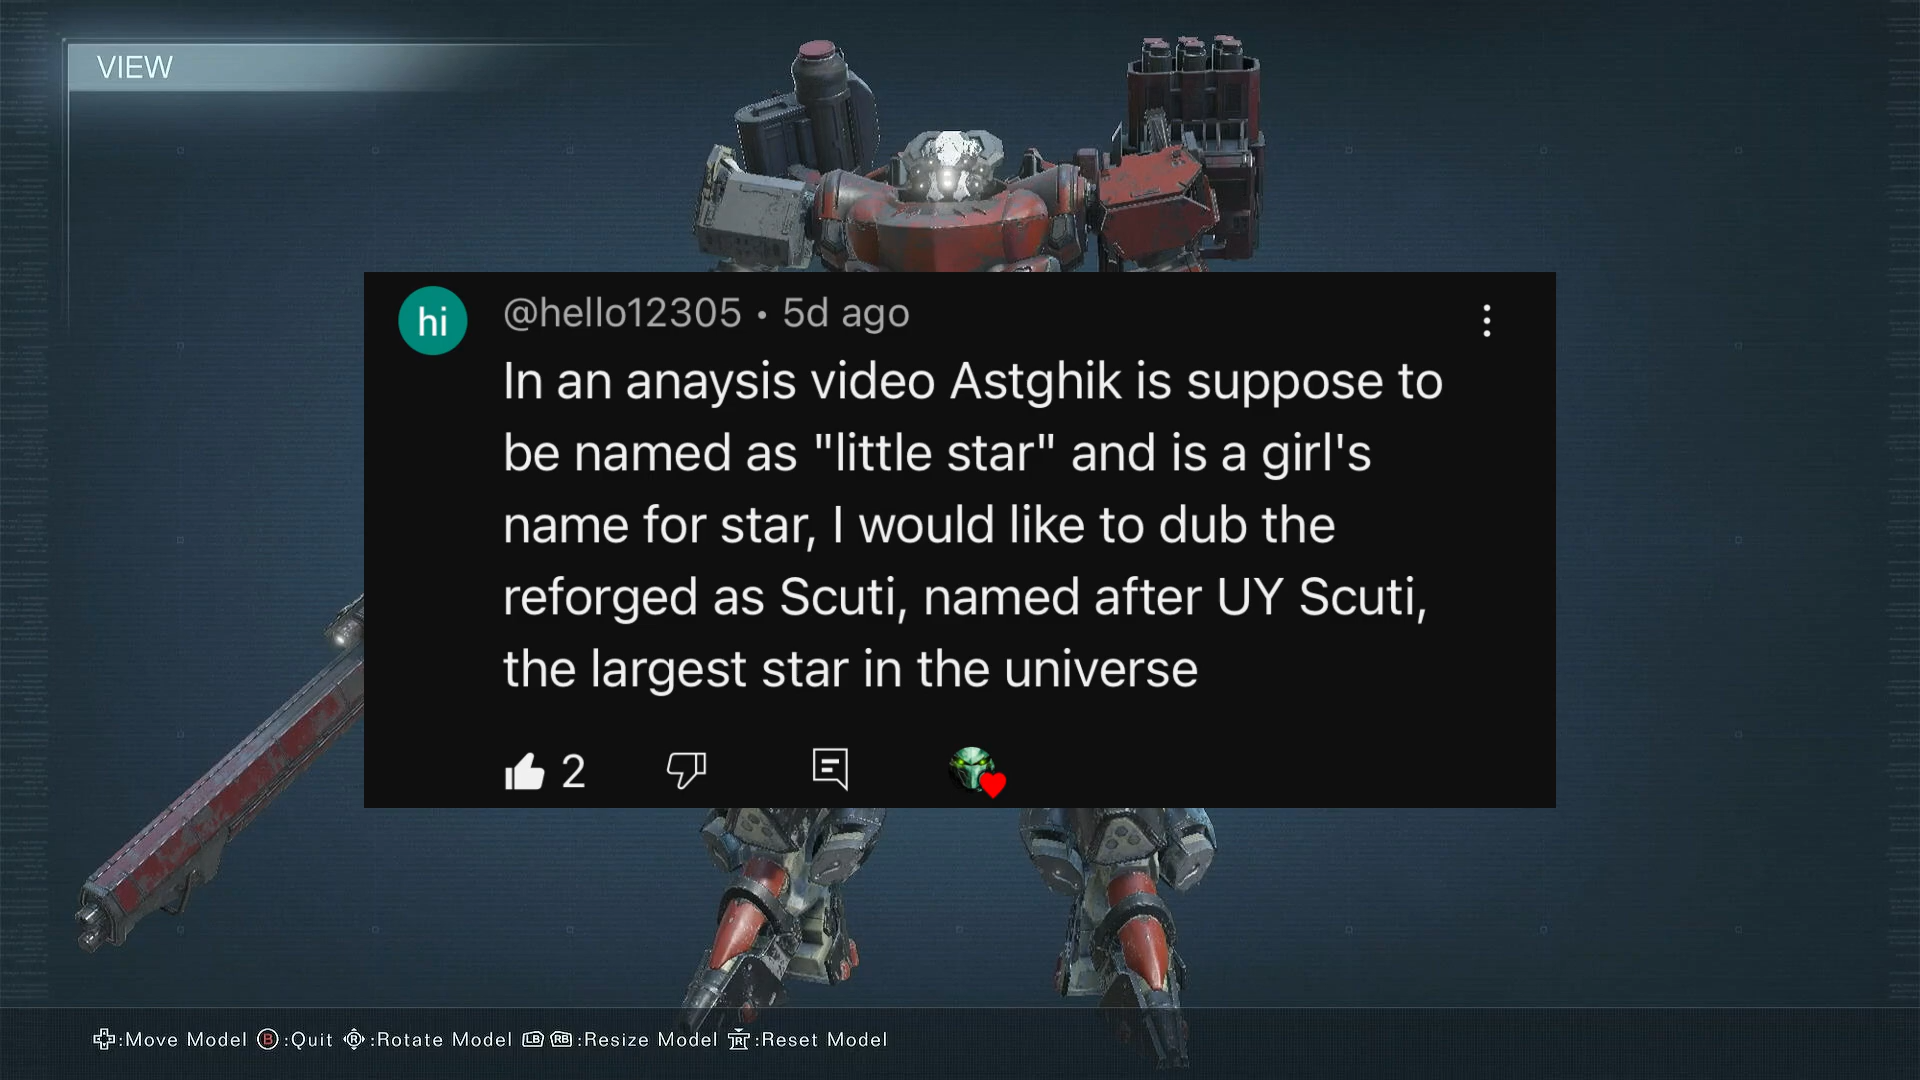 VIEW
hi
@hello12305 • 5d ago
In an anaysis video Astghik is suppose to
be named as "little star" and is a girl's
name for star, I would like to dub the
reforged as Scuti, named after UY Scuti,
the largest star in the universe
2
:Move Model B:Quit R:Rotate Model LB RB:Resize Model R:Reset Model